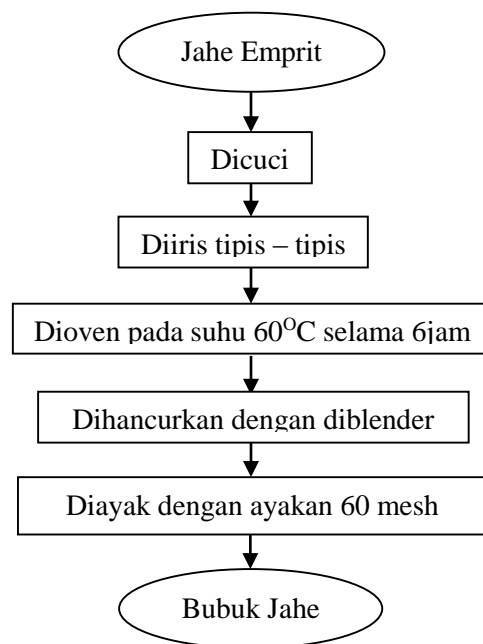 Jahe Emprit
Dicuci
Diiris tipis – tipis
Dioven pada suhu 60ᴼC selama 6jam
Dihancurkan dengan diblender
Diayak dengan ayakan 60 mesh
Bubuk Jahe